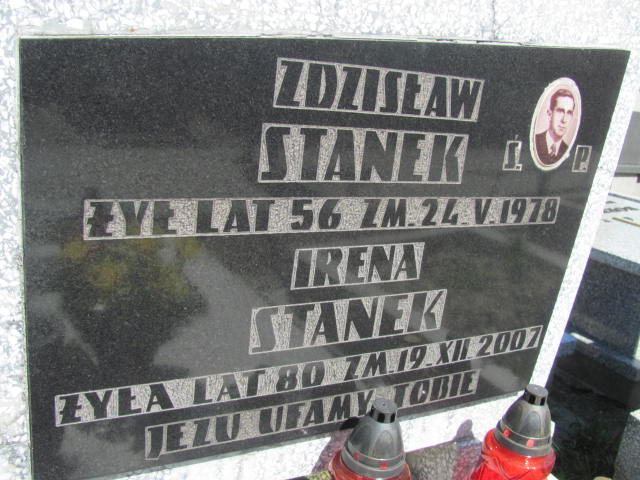 ZDZISŁAW
STANEK
Ś. P.
ŻYŁ LAT 56 ZM. 24.V.1978
IRENA
STANEK
ŻYŁA LAT 80 ZM. 19.XII 2007
JEZU UFAMY TOBIE